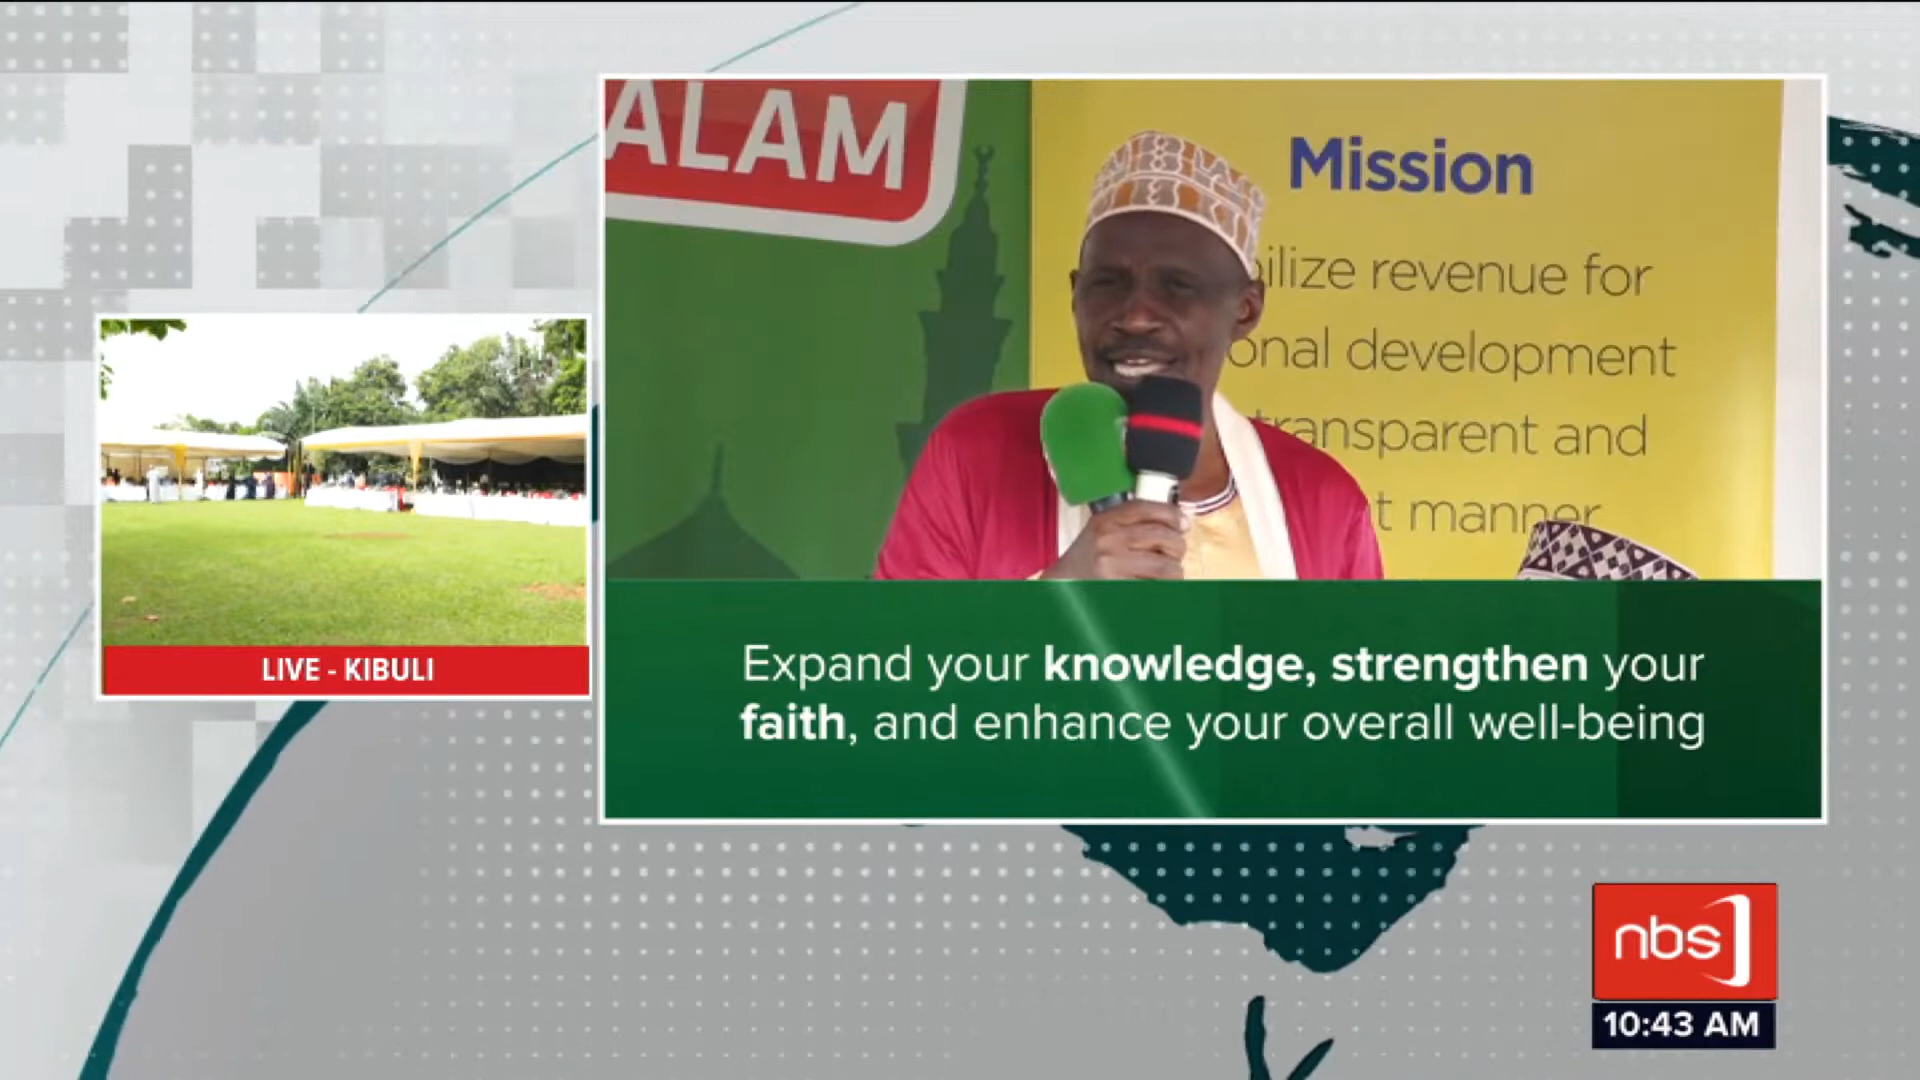 ALAM
Mission
ilize revenue for
onal development
transparent and
t manner
LIVE - KIBULI
Expand your knowledge, strengthen your
faith, and enhance your overall well-being
nbs
10:43 AM